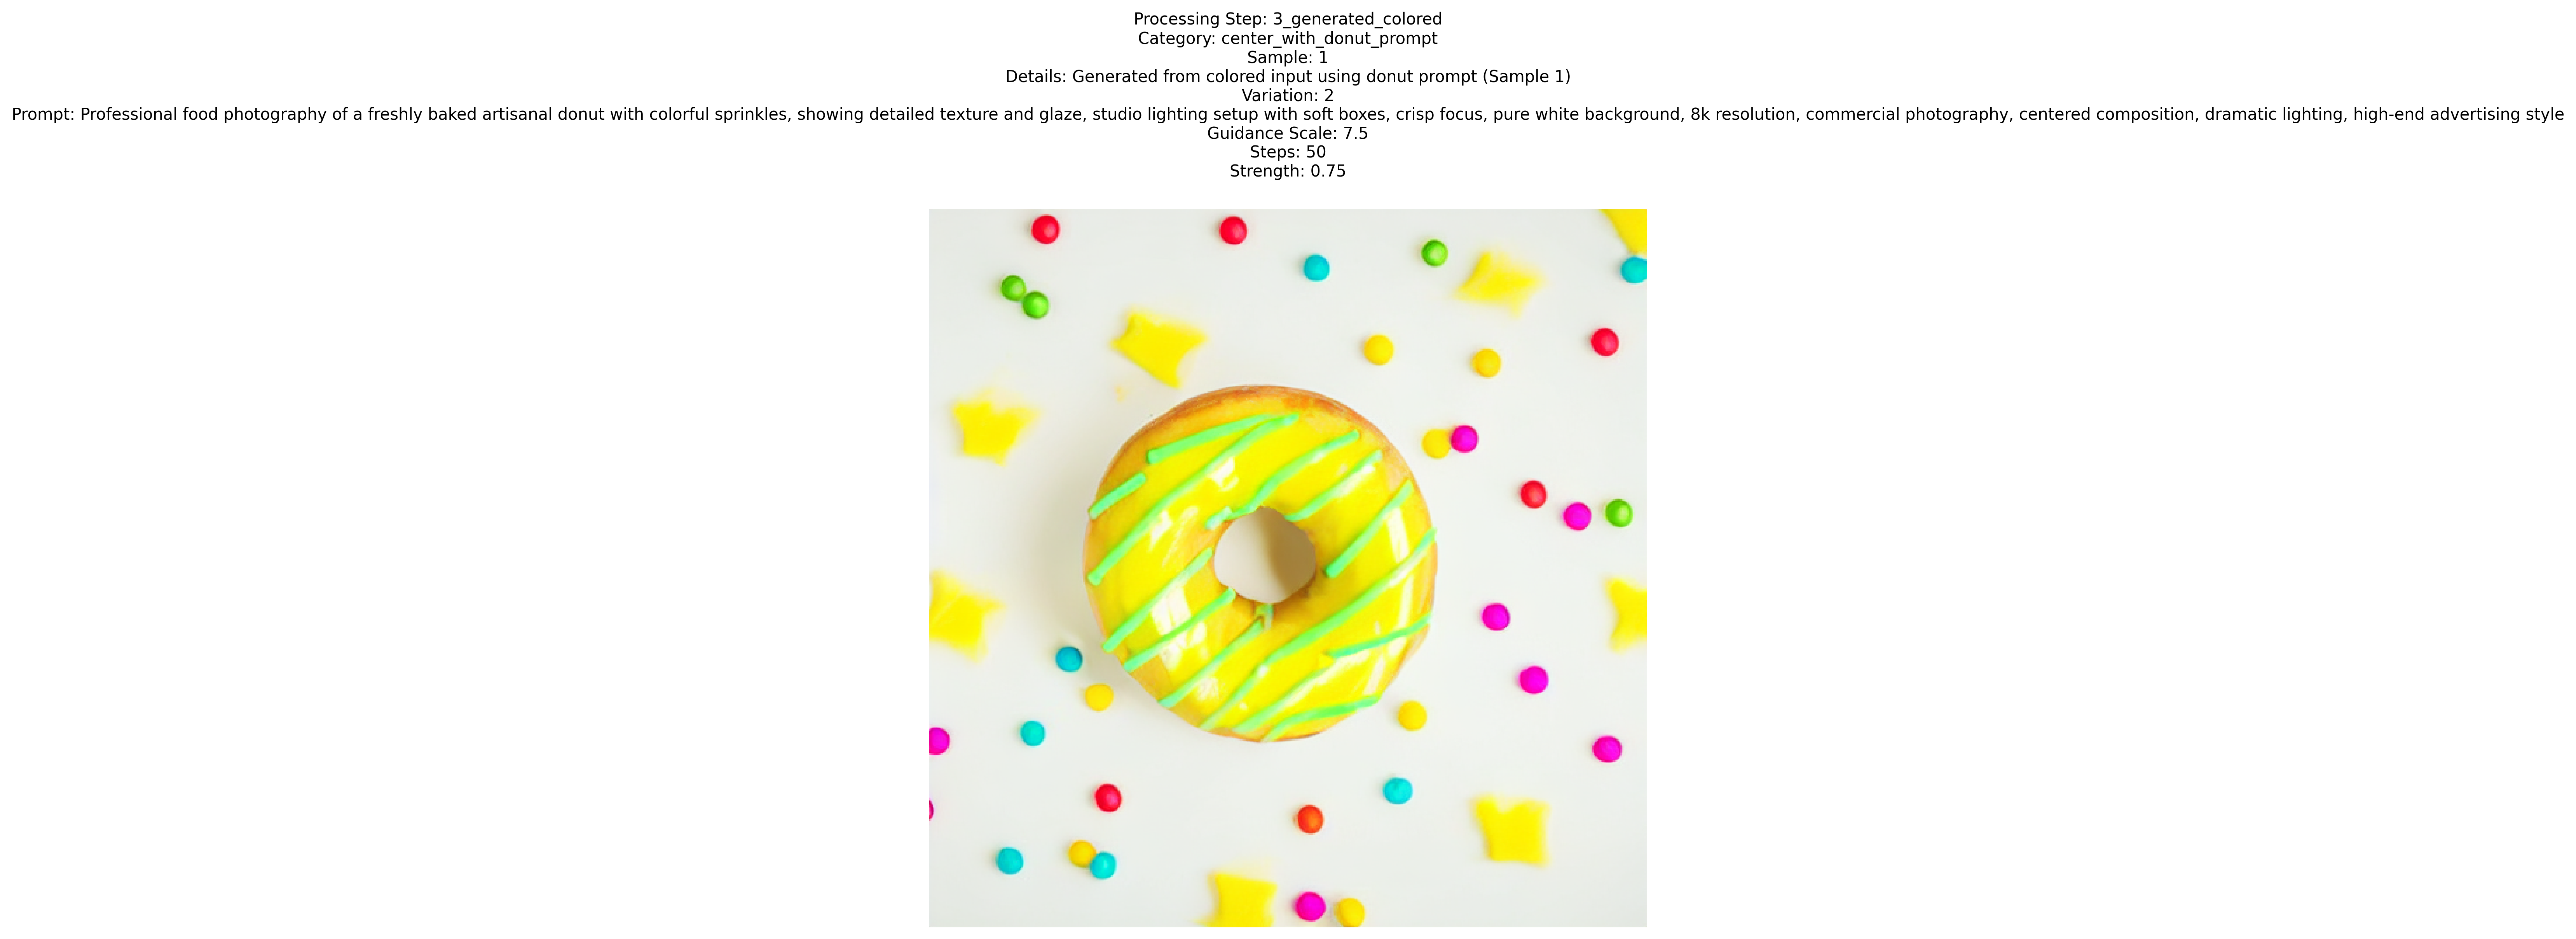 Processing Step: 3_generated_colored
Category: center_with_donut_prompt
Sample: 1
Details: Generated from colored input using donut prompt (Sample 1)
Variation: 2
Prompt: Professional food photography of a freshly baked artisanal donut with colorful sprinkles, showing detailed texture and glaze, studio lighting setup with soft boxes, crisp focus, pure white background, 8k resolution, commercial photography, centered composition, dramatic lighting, high-end advertising style
Guidance Scale: 7.5
Steps: 50
Strength: 0.75